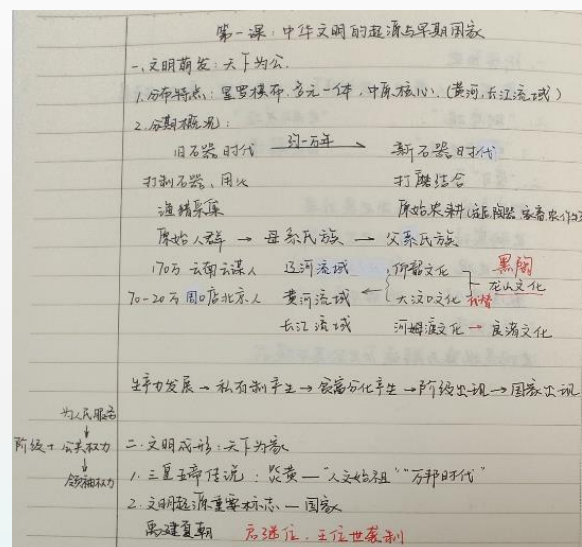 第一课：中华文明的起源与早期国家
一、文明萌发：天下为公.
1.分布特点：星罗棋布.多元一体，中原核心.（黄河，长江流域）
2.分期概况：
旧石器时代 约一万年 → 新石器时代
打制石器、用火 打磨结合
渔猎采集 原始农耕
原始人群 → 母系氏族 → 父系氏族
170万 云南元谋人 辽河流域 仰韶文化 黑陶
70-20万 周口店北京人 黄河流域 ← 大汶口文化 龙山文化
长江流域 河姆渡文化 → 良渚文化
生产力发展 → 私有制产生 → 贫富分化产生 → 阶级出现 → 国家出现
为人民服务
↓
阶级+公共权力
↓
领袖权力
二、文明成形：天下为家
1.三皇五帝传说：炎黄—"人文始祖" "万邦时代"
2.文明起源重要标志—国家
禹建夏朝 启继位，王位世袭制